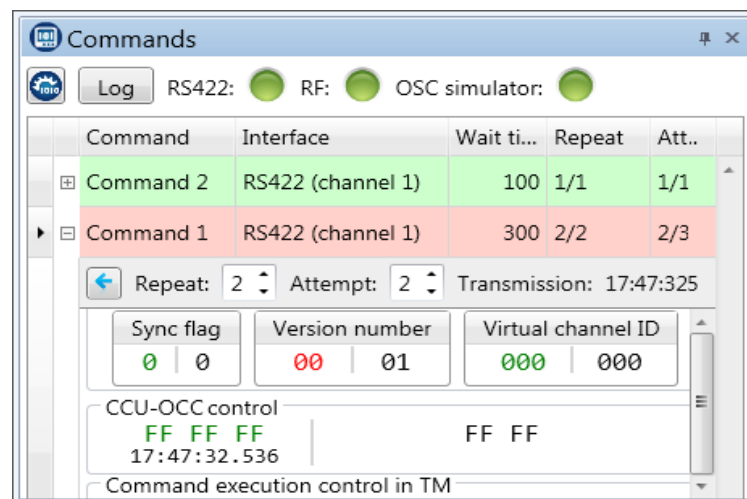 Commands
Log RS422: RF: OSC simulator:
Command Interface Wait ti... Repeat Att..
Command 2 RS422 (channel 1) 100 1/1 1/1
Command 1 RS422 (channel 1) 300 2/2 2/3
Repeat: 2 Attempt: 2 Transmission: 17:47:325
Sync flag Version number Virtual channel ID
0 0 00 01 000 000
CCU-OCC control
FF FF FF FF FF
17:47:32.536
Command execution control in TM